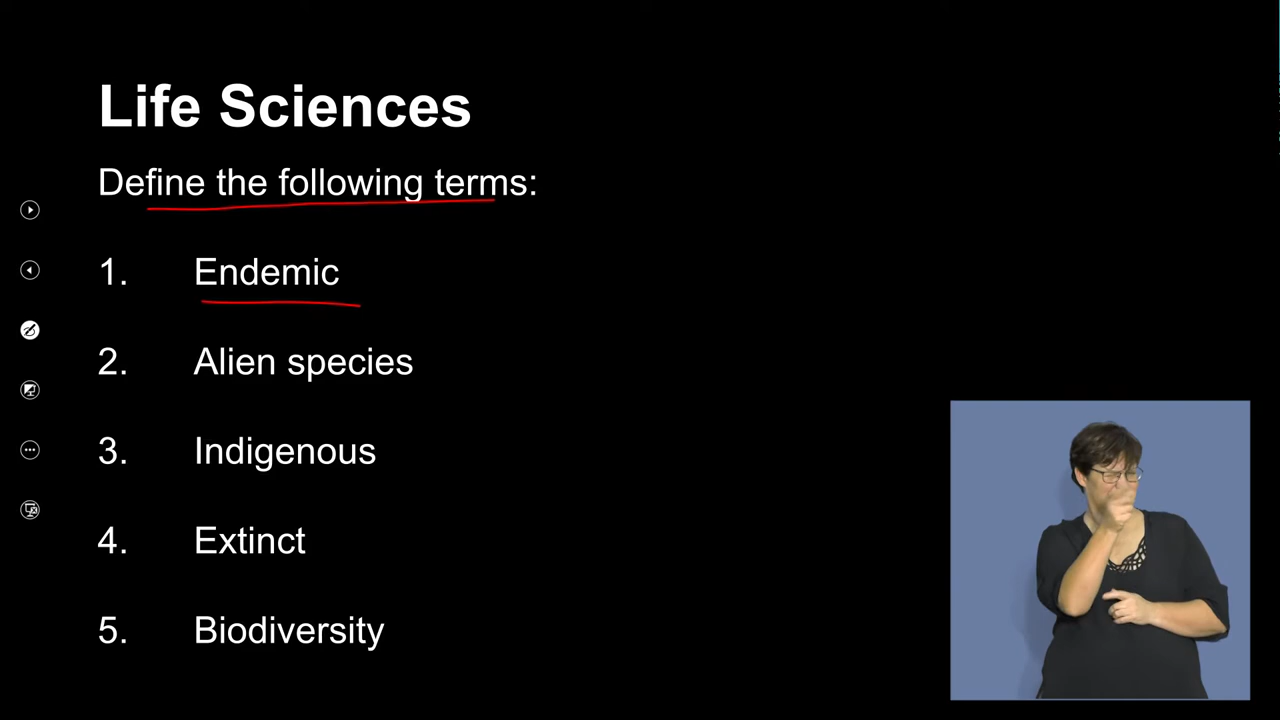 Life Sciences
Define the following terms:
1. Endemic
2. Alien species
3. Indigenous
4. Extinct
5. Biodiversity